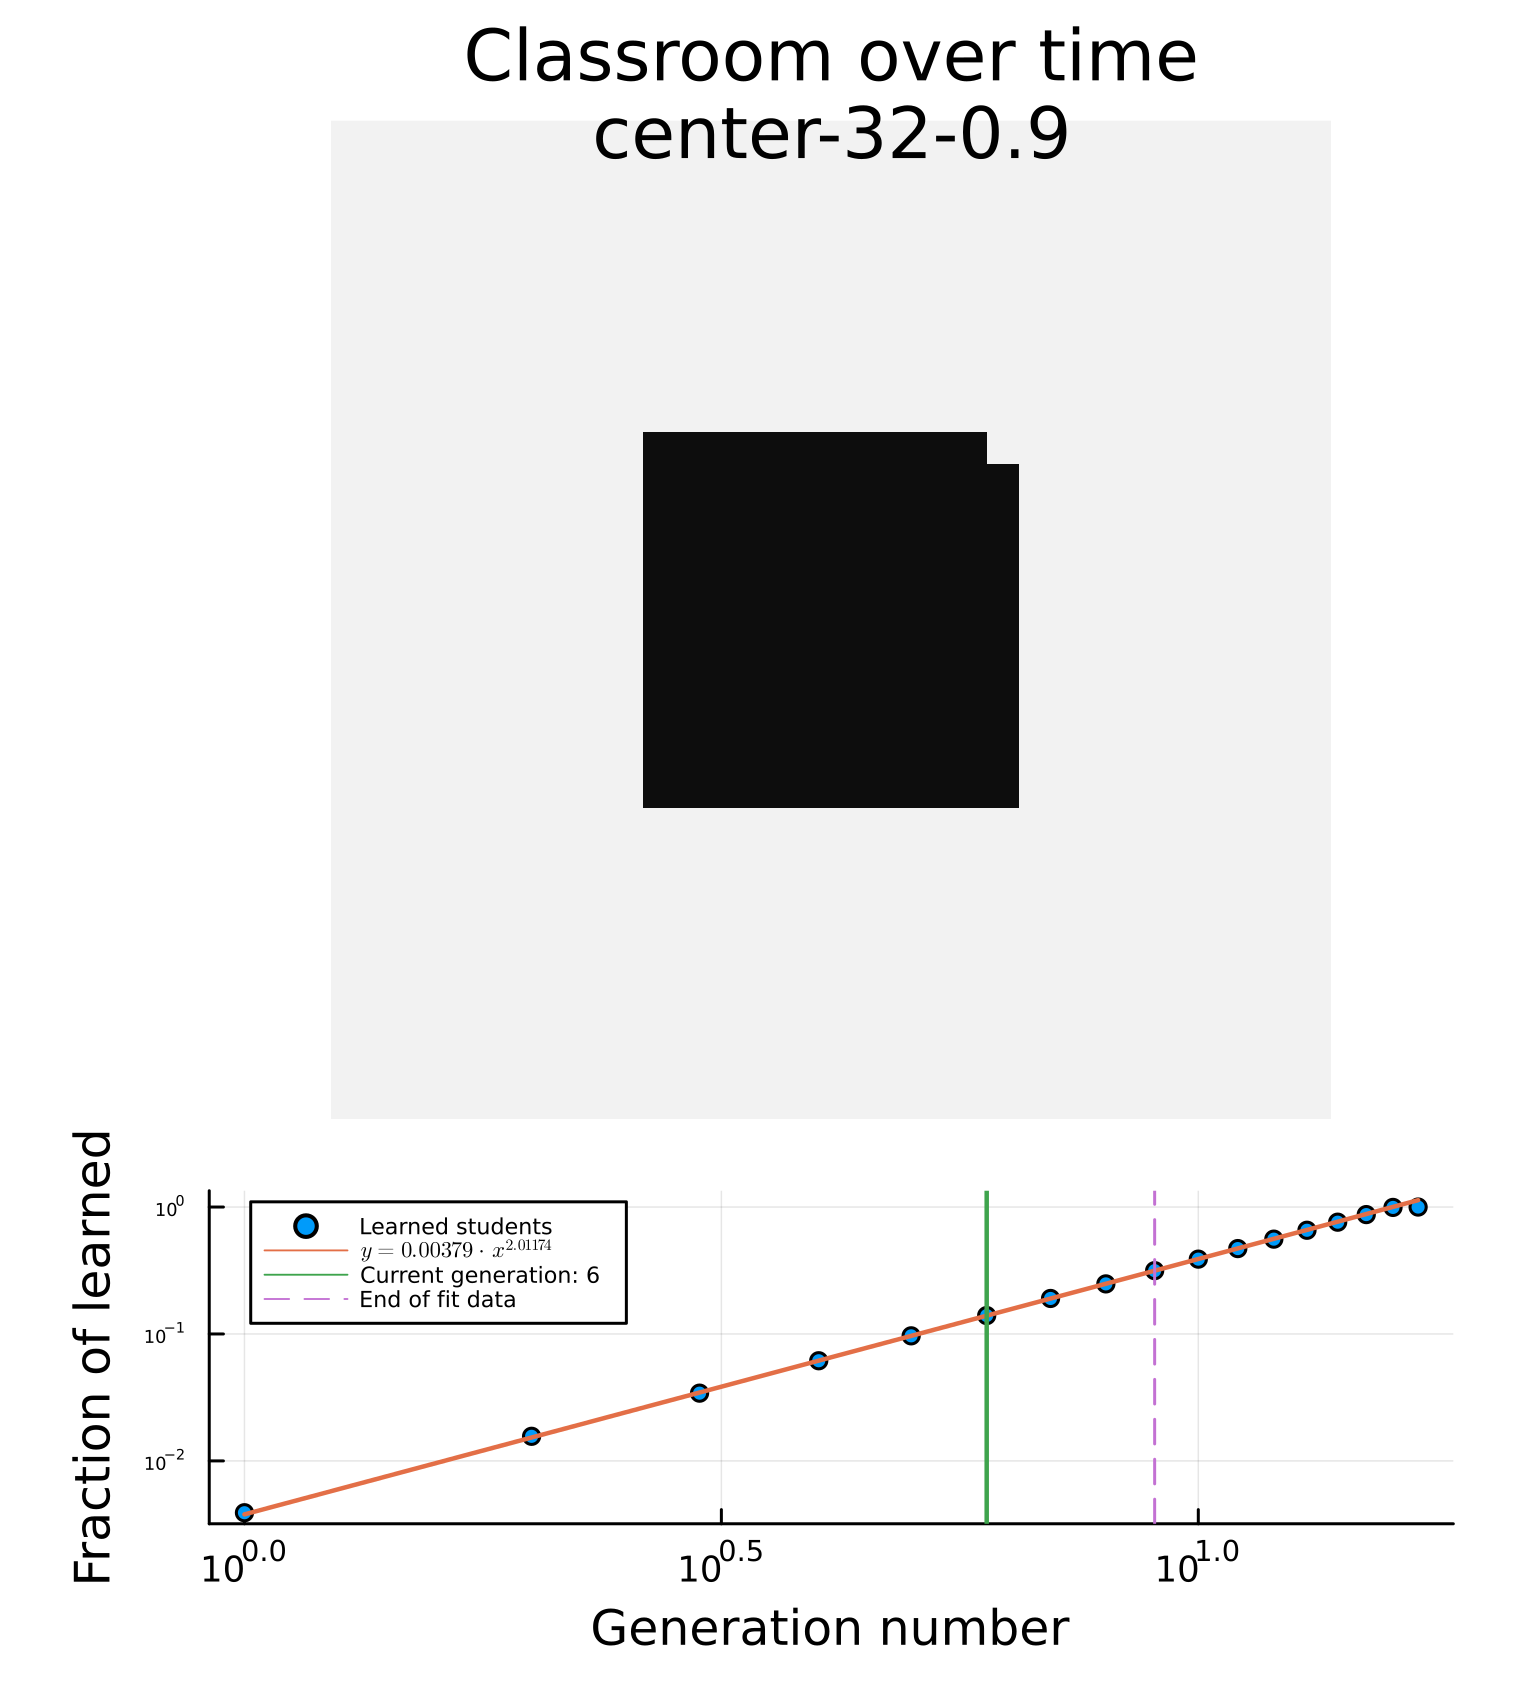 Classroom over time
center-32-0.9
Fraction of learned
10⁰
10⁻¹
10⁻²
Learned students
y = 0.00379 · x^2.01174
Current generation: 6
End of fit data
10^0.0
10^0.5
10^1.0
Generation number